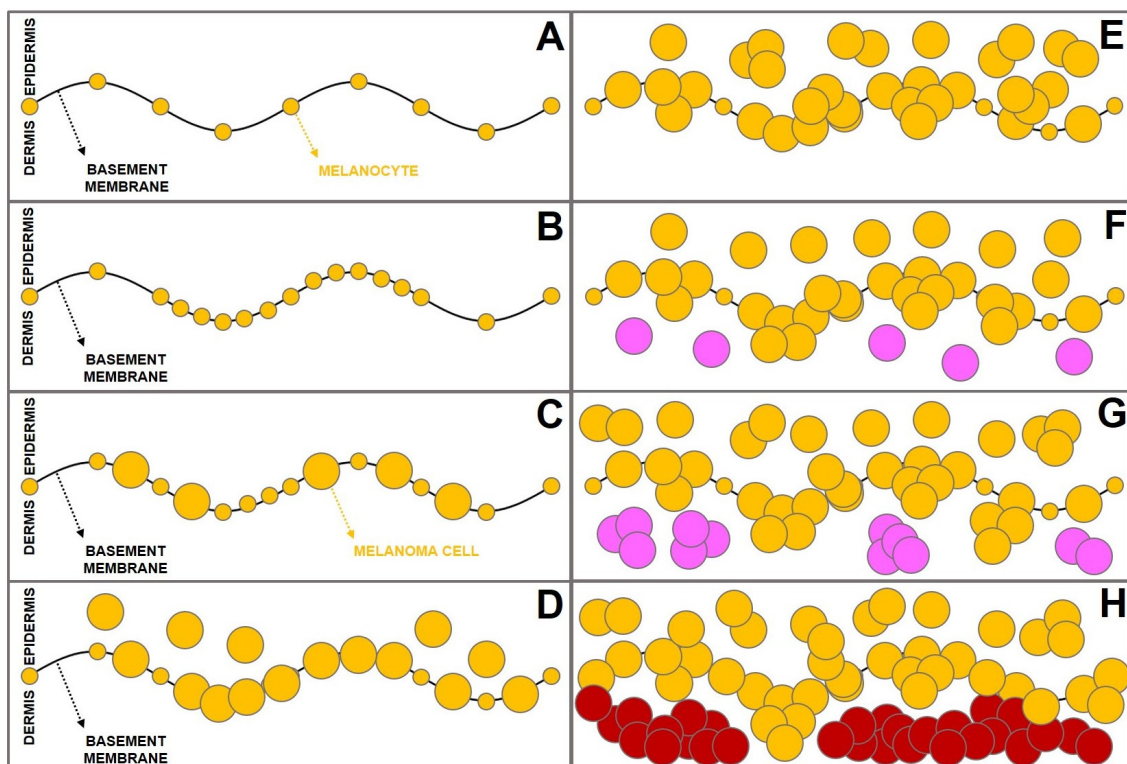 A
EPIDERMIS
DERMIS
BASEMENT
MEMBRANE
MELANOCYTE
B
EPIDERMIS
DERMIS
BASEMENT
MEMBRANE
C
EPIDERMIS
DERMIS
BASEMENT
MEMBRANE
MELANOMA CELL
D
EPIDERMIS
DERMIS
BASEMENT
MEMBRANE
E
F
G
H